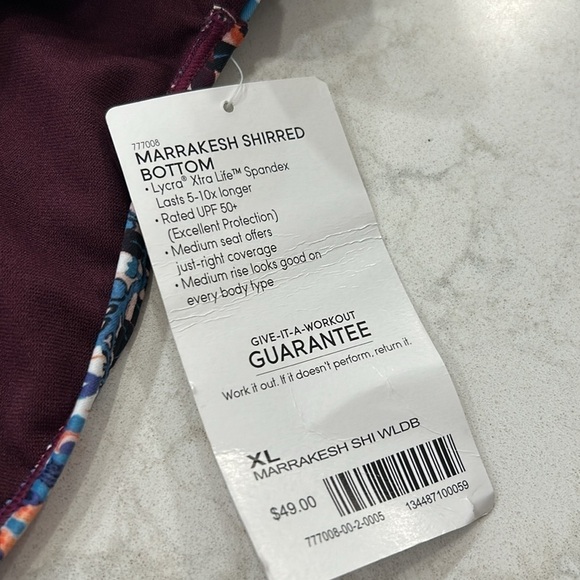 777008
MARRAKESH SHIRRED
BOTTOM
• Lycra® Xtra Life™ Spandex
Lasts 5-10x longer
• Rated UPF 50+
(Excellent Protection)
• Medium seat offers
just-right coverage
• Medium rise looks good on
every body type
GIVE-IT-A-WORKOUT
GUARANTEE
Work it out. If it doesn't perform, return it.
XL
MARRAKESH SHI WLDB
$49.00
777008-00-2-0005
134487100059